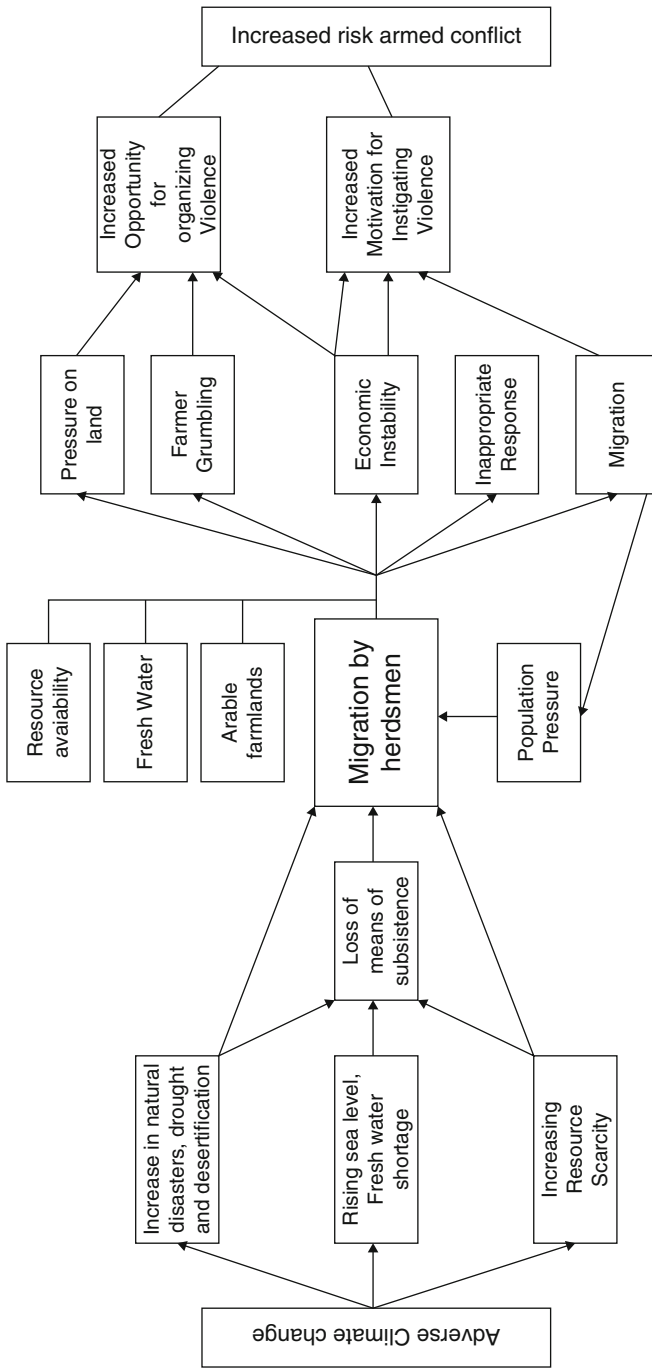 Adverse Climate change
Increase in natural
disasters, drought
and desertification
Rising sea level,
Fresh water
shortage
Increasing
Resource
Scarcity
Loss of
means of
subsistence
Migration by
herdsmen
Resource
avaiability
Fresh Water
Arable
farmlands
Population
Pressure
Pressure on
land
Farmer
Grumbling
Economic
Instability
Inappropriate
Response
Migration
Increased
Opportunity
for
organizing
Violence
Increased
Motivation for
Instigating
Violence
Increased risk armed conflict